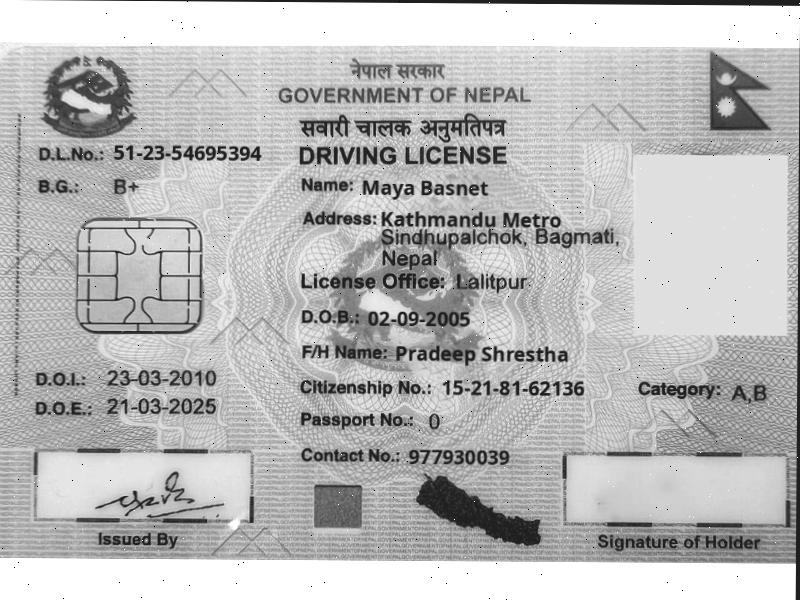 नेपाल सरकार
GOVERNMENT OF NEPAL
सवारी चालक अनुमतिपत्र
DRIVING LICENSE
D.L.No.: 51-23-54695394
B.G.: B+
Name: Maya Basnet
Address: Kathmandu Metro
Sindhupalchok, Bagmati,
Nepal
License Office: Lalitpur
D.O.B.: 02-09-2005
F/H Name: Pradeep Shrestha
D.O.I.: 23-03-2010
Citizenship No.: 15-21-81-62136
Category: A,B
D.O.E.: 21-03-2025
Passport No.: 0
Contact No.: 977930039
Issued By
Signature of Holder